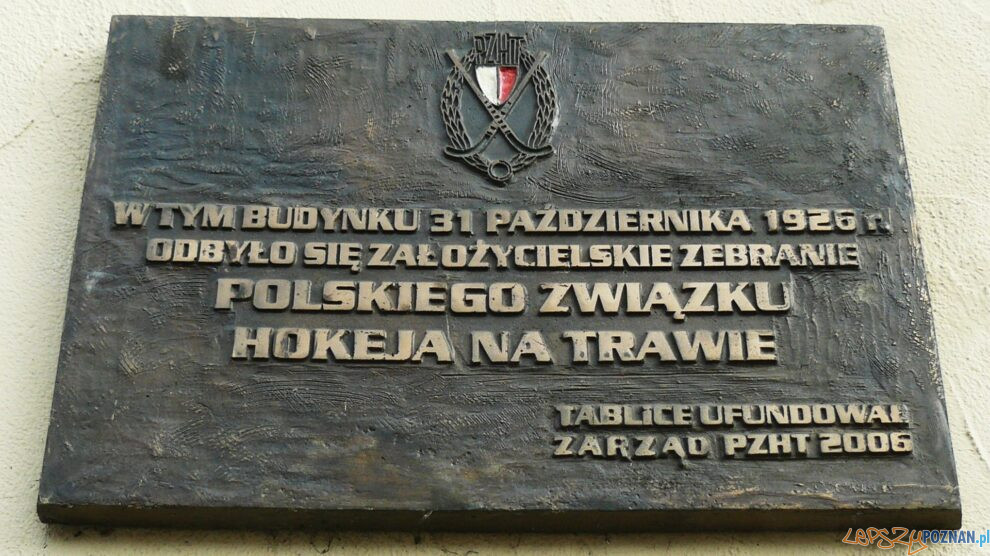 PZHT
W TYM BUDYNKU 31 PAŹDZIERNIKA 1926 r.
ODBYŁO SIĘ ZAŁOŻYCIELSKIE ZEBRANIE
POLSKIEGO ZWIĄZKU
HOKEJA NA TRAWIE
TABLICE UFUNDOWAŁ
ZARZĄD PZHT 2006
LEPSZYPOZNAN.pl